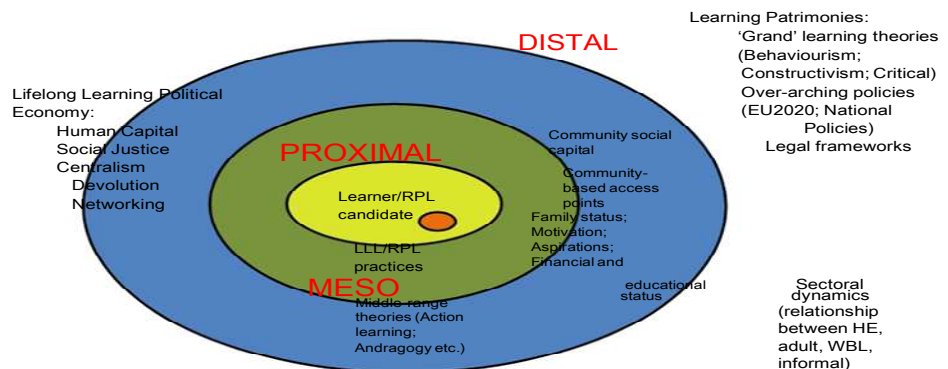 Learning Patrimonies:
‘Grand’ learning theories
(Behaviourism;
Constructivism; Critical)
Over-arching policies
(EU2020; National
Policies)
Legal frameworks
DISTAL
Lifelong Learning Political
Economy:
Human Capital
Social Justice
Centralism
Devolution
Networking
PROXIMAL
Community social
capital
Community-
based access
points
Family status;
Motivation;
Aspirations;
Financial and
educational
status
Learner/RPL
candidate
LLL/RPL
practices
MESO
Middle-range
theories (Action
learning;
Andragogy etc.)
Sectoral
dynamics
(relationship
between HE,
adult, WBL,
informal)